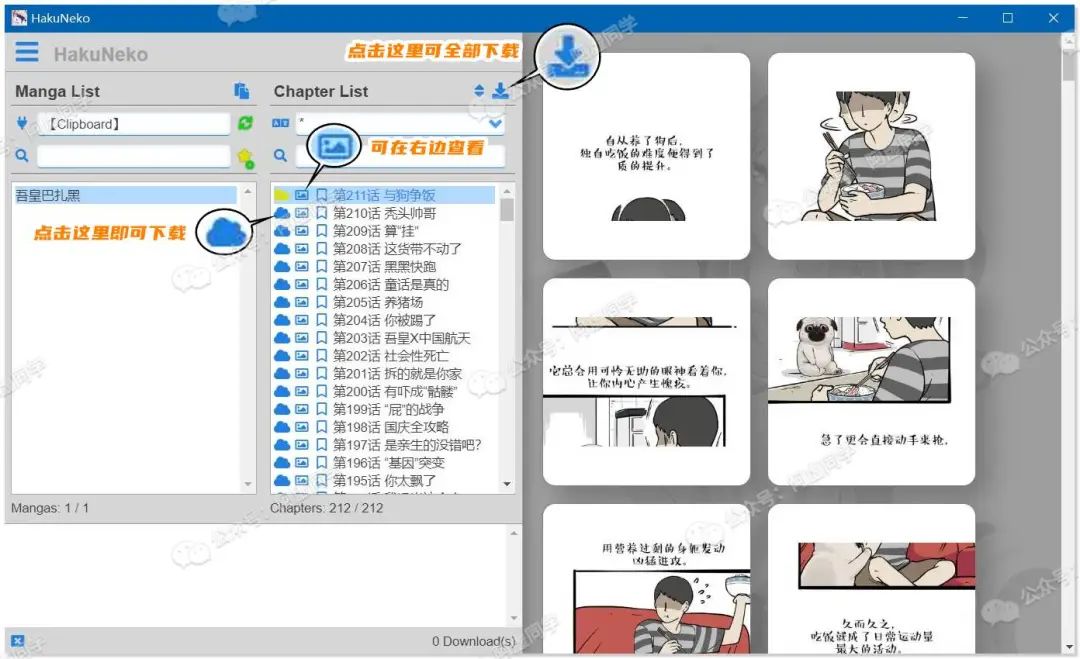 HakuNeko
HakuNeko
点击这里可全部下载
Manga List
Chapter List
【Clipboard】
*
可在右边查看
吾皇巴扎黑
点击这里即可下载
第211话 与狗争饭
第210话 秃头帅哥
第209话 算“挂”
第208话 这货带不动了
第207话 黑黑快跑
第206话 童话是真的
第205话 养猪场
第204话 你被踢了
第203话 吾皇X中国航天
第202话 社会性死亡
第201话 拆的就是你家
第200话 有吓成“骷髅”
第199话 “屁”的战争
第198话 国庆全攻略
第197话 是亲生的没错吧?
第196话 “基因”突变
第195话 你太飘了
Mangas: 1 / 1
Chapters: 212 / 212
0 Download(s)
自从养了狗后,
独自吃饭的难度便得到了
质的提升。
它总会用可怜无助的眼神看着你,
让你内心产生愧疚。
急了更会直接动手来抢。
用营养过剩的身躯发动
凶猛进攻。
久而久之,
吃饭就成了日常运动量
最大的活动。